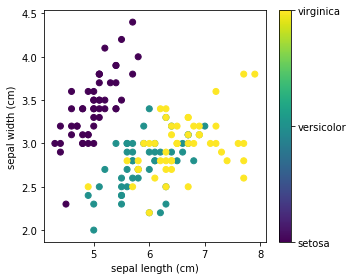 4.5
4.0
3.5
3.0
2.5
2.0
sepal width (cm)
5
6
7
8
sepal length (cm)
virginica
versicolor
setosa